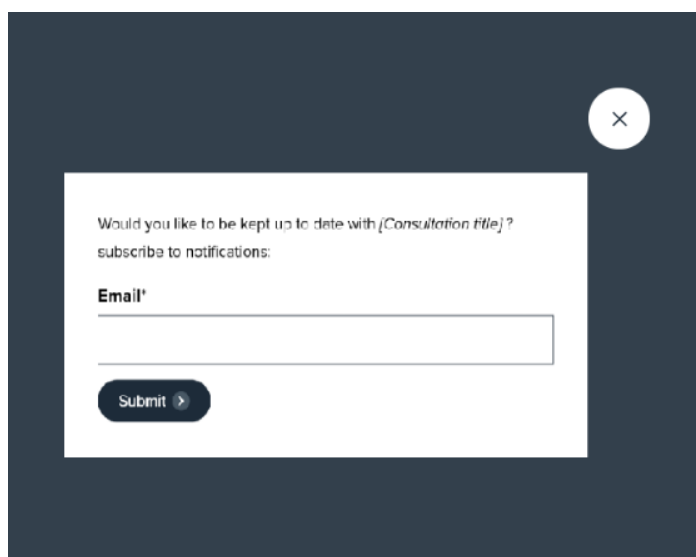 Would you like to be kept up to date with [Consultation title]?
subscribe to notifications:
Email*
Submit